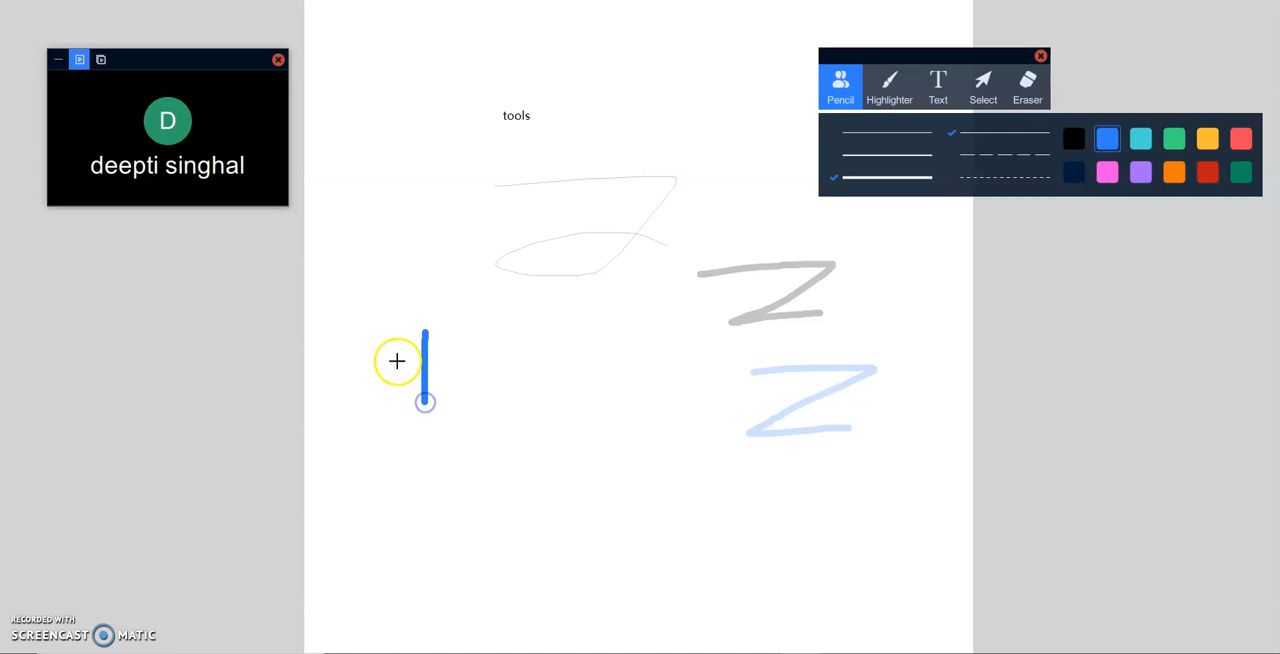 D
deepti singhal
Pencil Highlighter Text Select Eraser
tools
Z
Z
RECORDED WITH
SCREENCAST MATIC